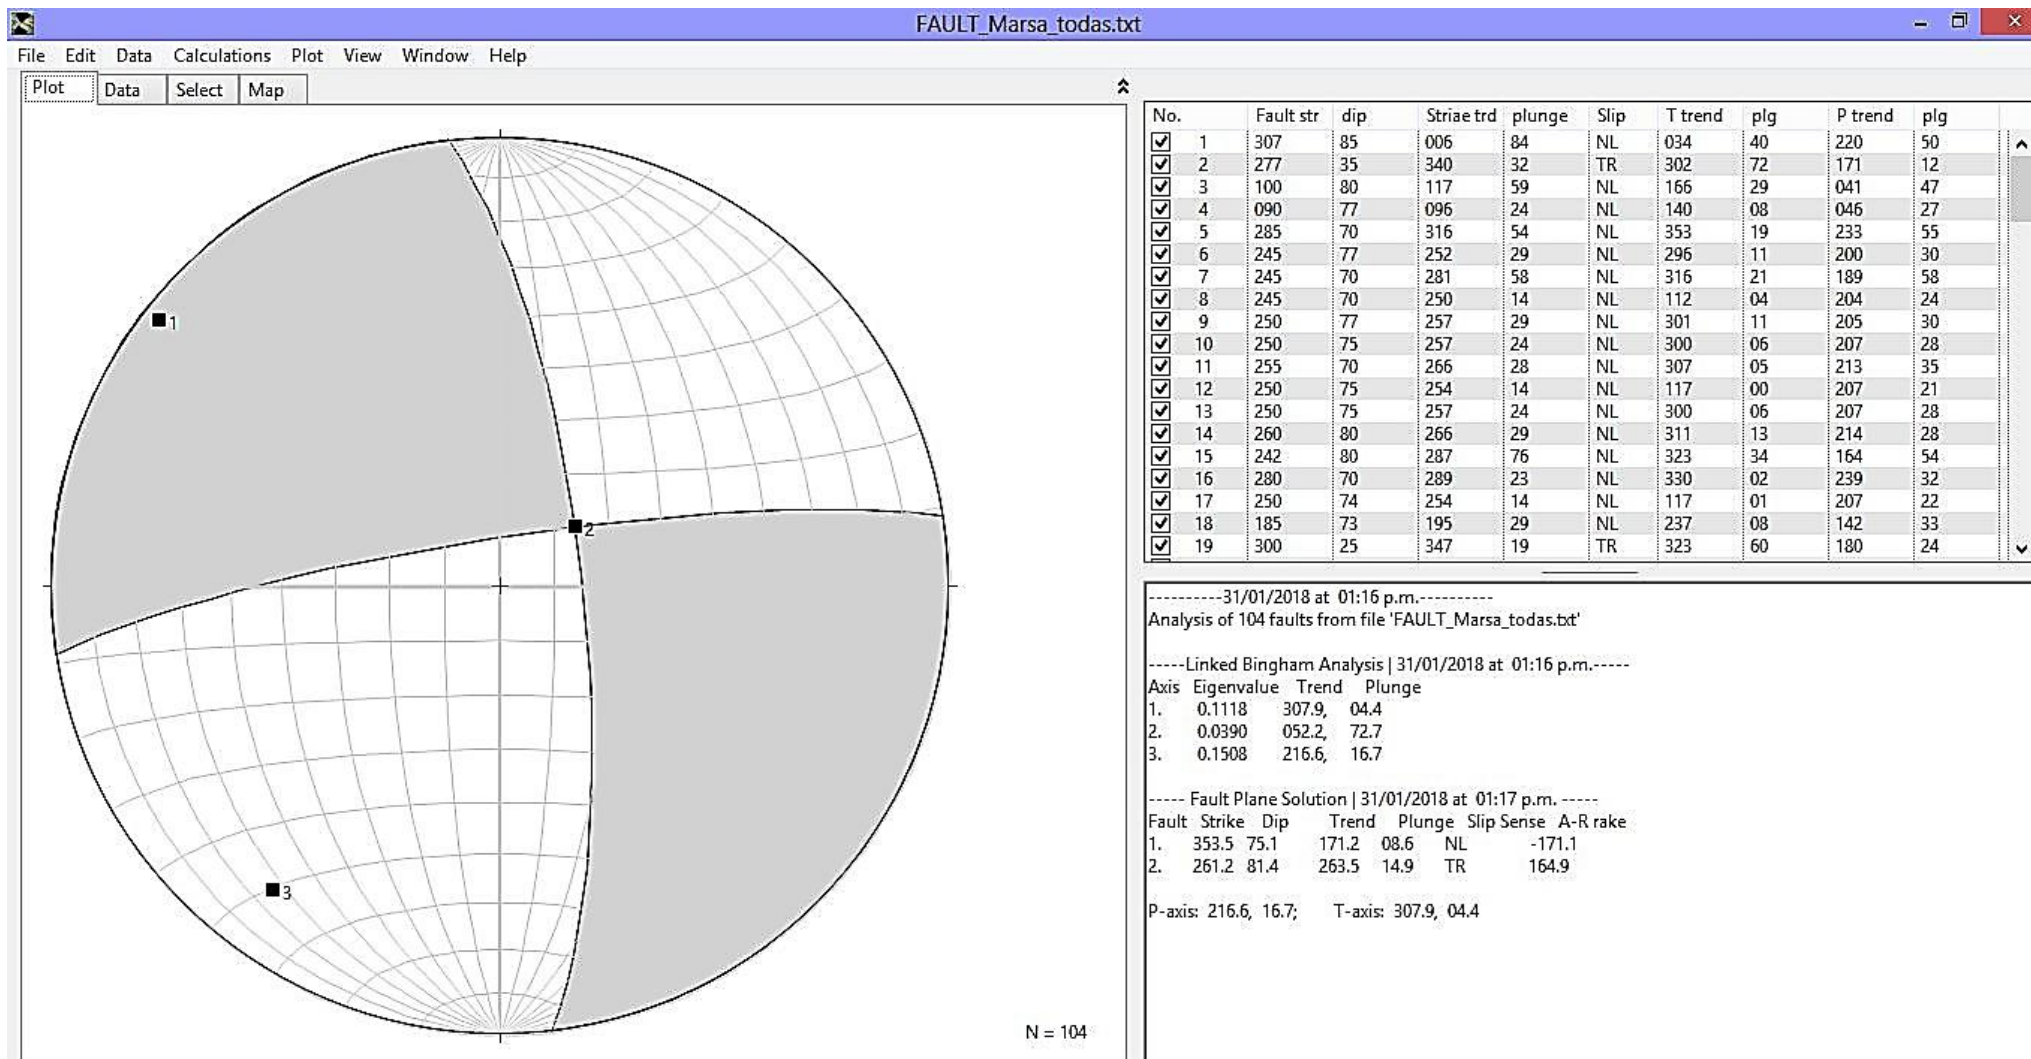 FAULT_Marsa_todas.txt
File Edit Data Calculations Plot View Window Help
Plot Data Select Map
1
2
3
N = 104
No. Fault str dip Striae trd plunge Slip T trend plg P trend plg
1 307 85 006 84 NL 034 40 220 50
2 277 35 340 32 TR 302 72 171 12
3 100 80 117 59 NL 166 29 041 47
4 090 77 096 24 NL 140 08 046 27
5 285 70 316 54 NL 353 19 233 55
6 245 77 252 29 NL 296 11 200 30
7 245 70 281 58 NL 316 21 189 58
8 245 70 250 14 NL 112 04 204 24
9 250 77 257 29 NL 301 11 205 30
10 250 75 257 24 NL 300 06 207 28
11 255 70 266 28 NL 307 05 213 35
12 250 75 254 14 NL 117 00 207 21
13 250 75 257 24 NL 300 06 207 28
14 260 80 266 29 NL 311 13 214 28
15 242 80 287 76 NL 323 34 164 54
16 280 70 289 23 NL 330 02 239 32
17 250 74 254 14 NL 117 01 207 22
18 185 73 195 29 NL 237 08 142 33
19 300 25 347 19 TR 323 60 180 24
----------31/01/2018 at 01:16 p.m.----------
Analysis of 104 faults from file 'FAULT_Marsa_todas.txt'
-----Linked Bingham Analysis | 31/01/2018 at 01:16 p.m.-----
Axis Eigenvalue Trend Plunge
1. 0.1118 307.9, 04.4
2. 0.0390 052.2, 72.7
3. 0.1508 216.6, 16.7
----- Fault Plane Solution | 31/01/2018 at 01:17 p.m. -----
Fault Strike Dip Trend Plunge Slip Sense A-R rake
1. 353.5 75.1 171.2 08.6 NL -171.1
2. 261.2 81.4 263.5 14.9 TR 164.9
P-axis: 216.6, 16.7; T-axis: 307.9, 04.4